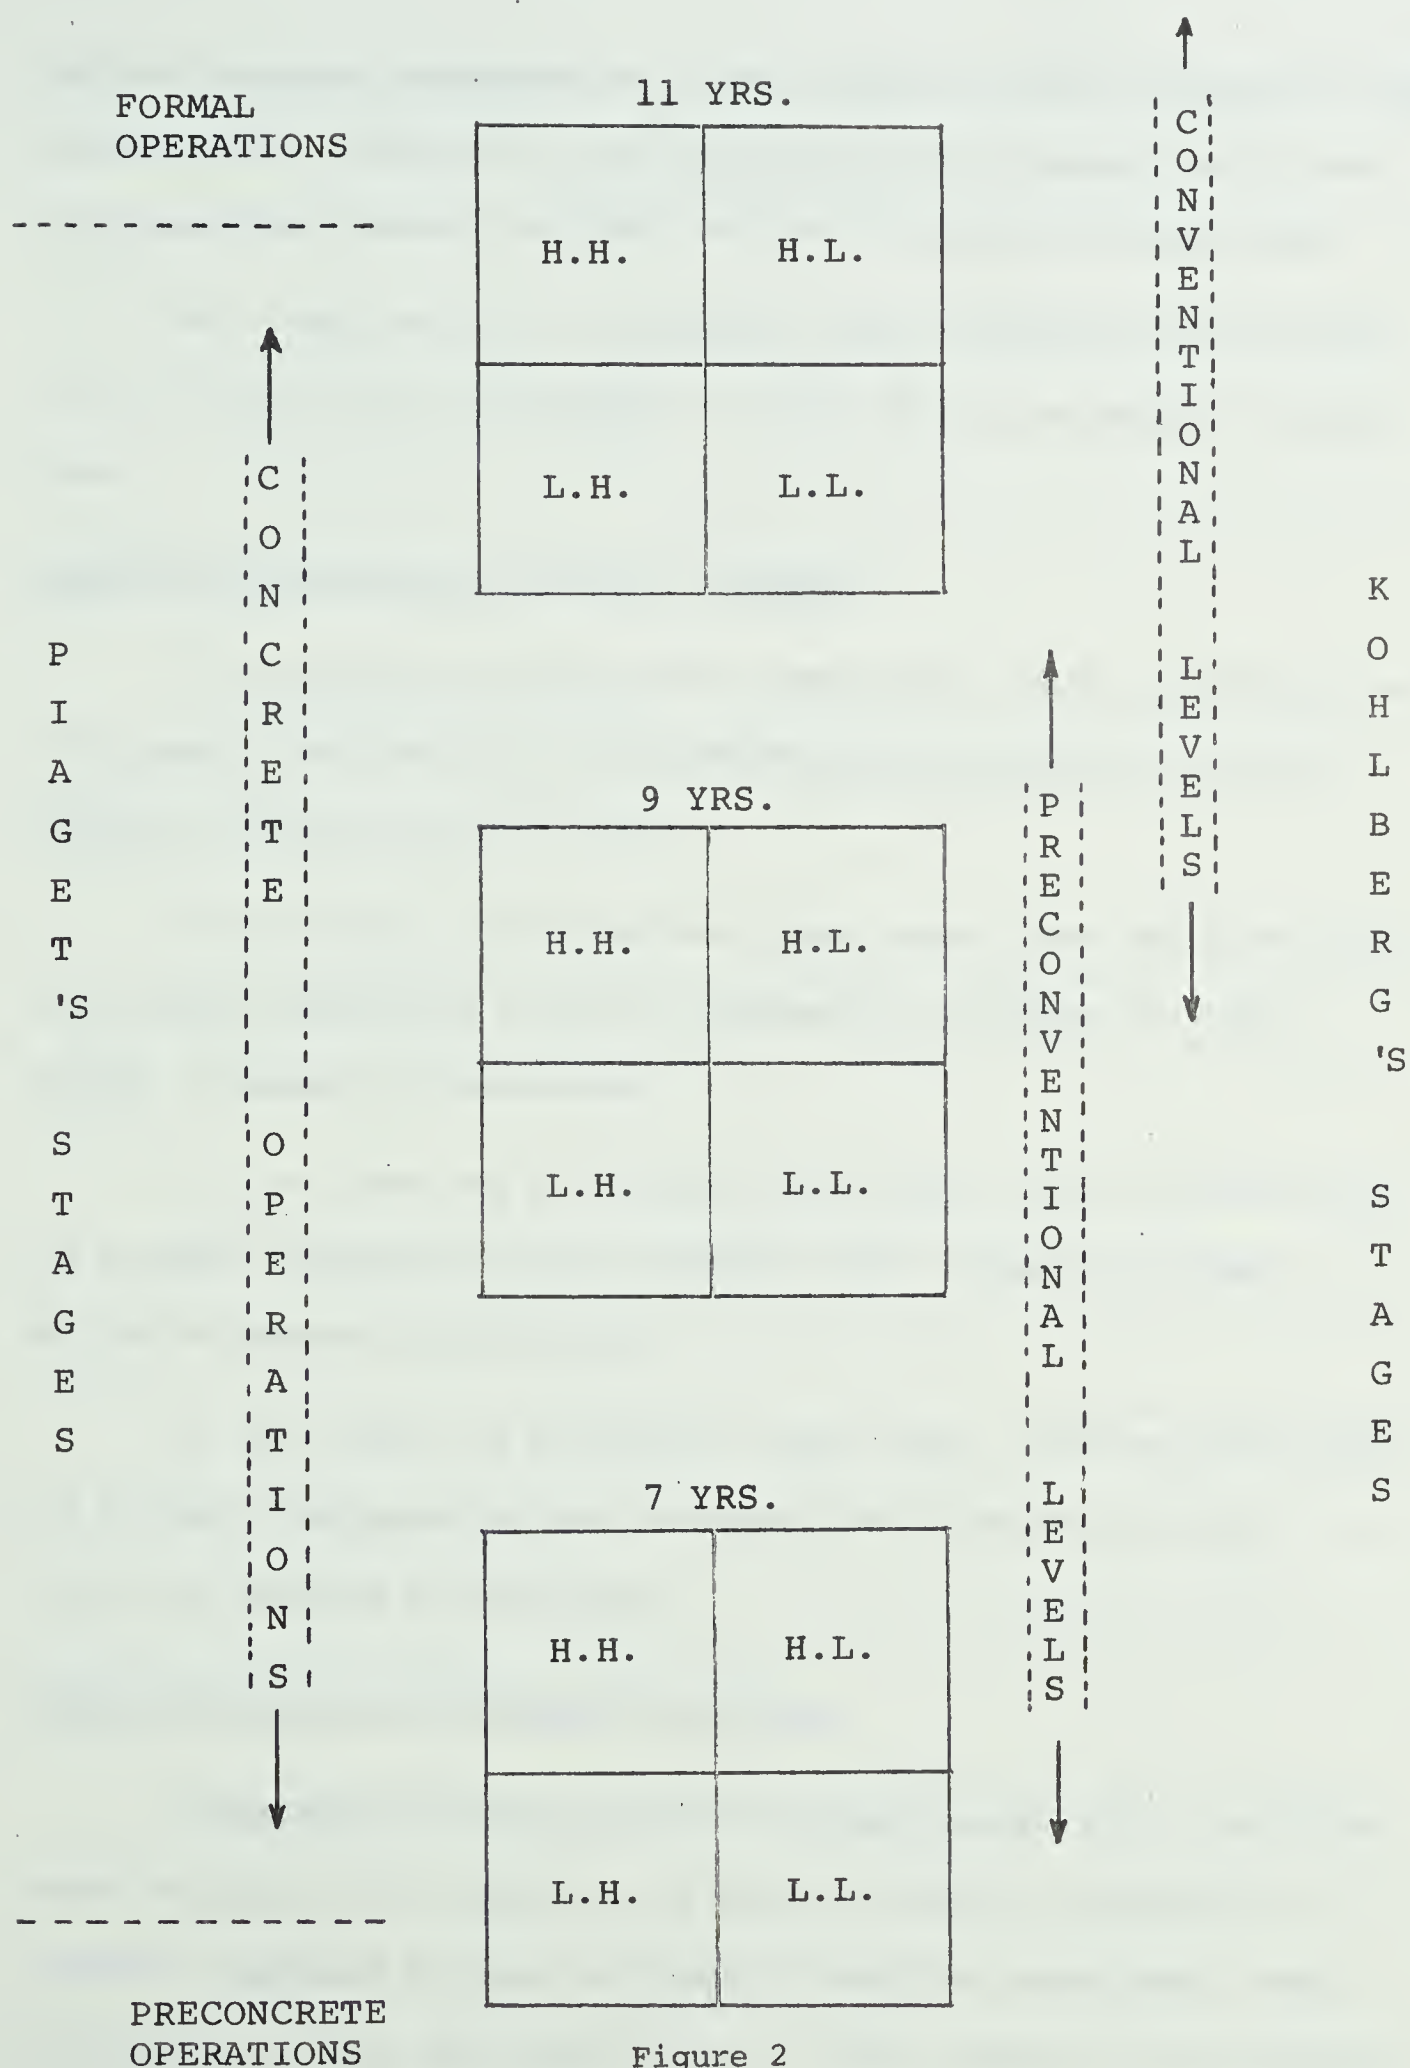 FORMAL
OPERATIONS
PIAGET'S STAGES
CONCRETE OPERATIONS
PRECONCRETE
OPERATIONS
11 YRS.
H.H. H.L.
L.H. L.L.
9 YRS.
H.H. H.L.
L.H. L.L.
7 YRS.
H.H. H.L.
L.H. L.L.
PRECONVENTIONAL LEVELS
CONVENTIONAL LEVELS
KOHLBERG'S STAGES
Figure 2